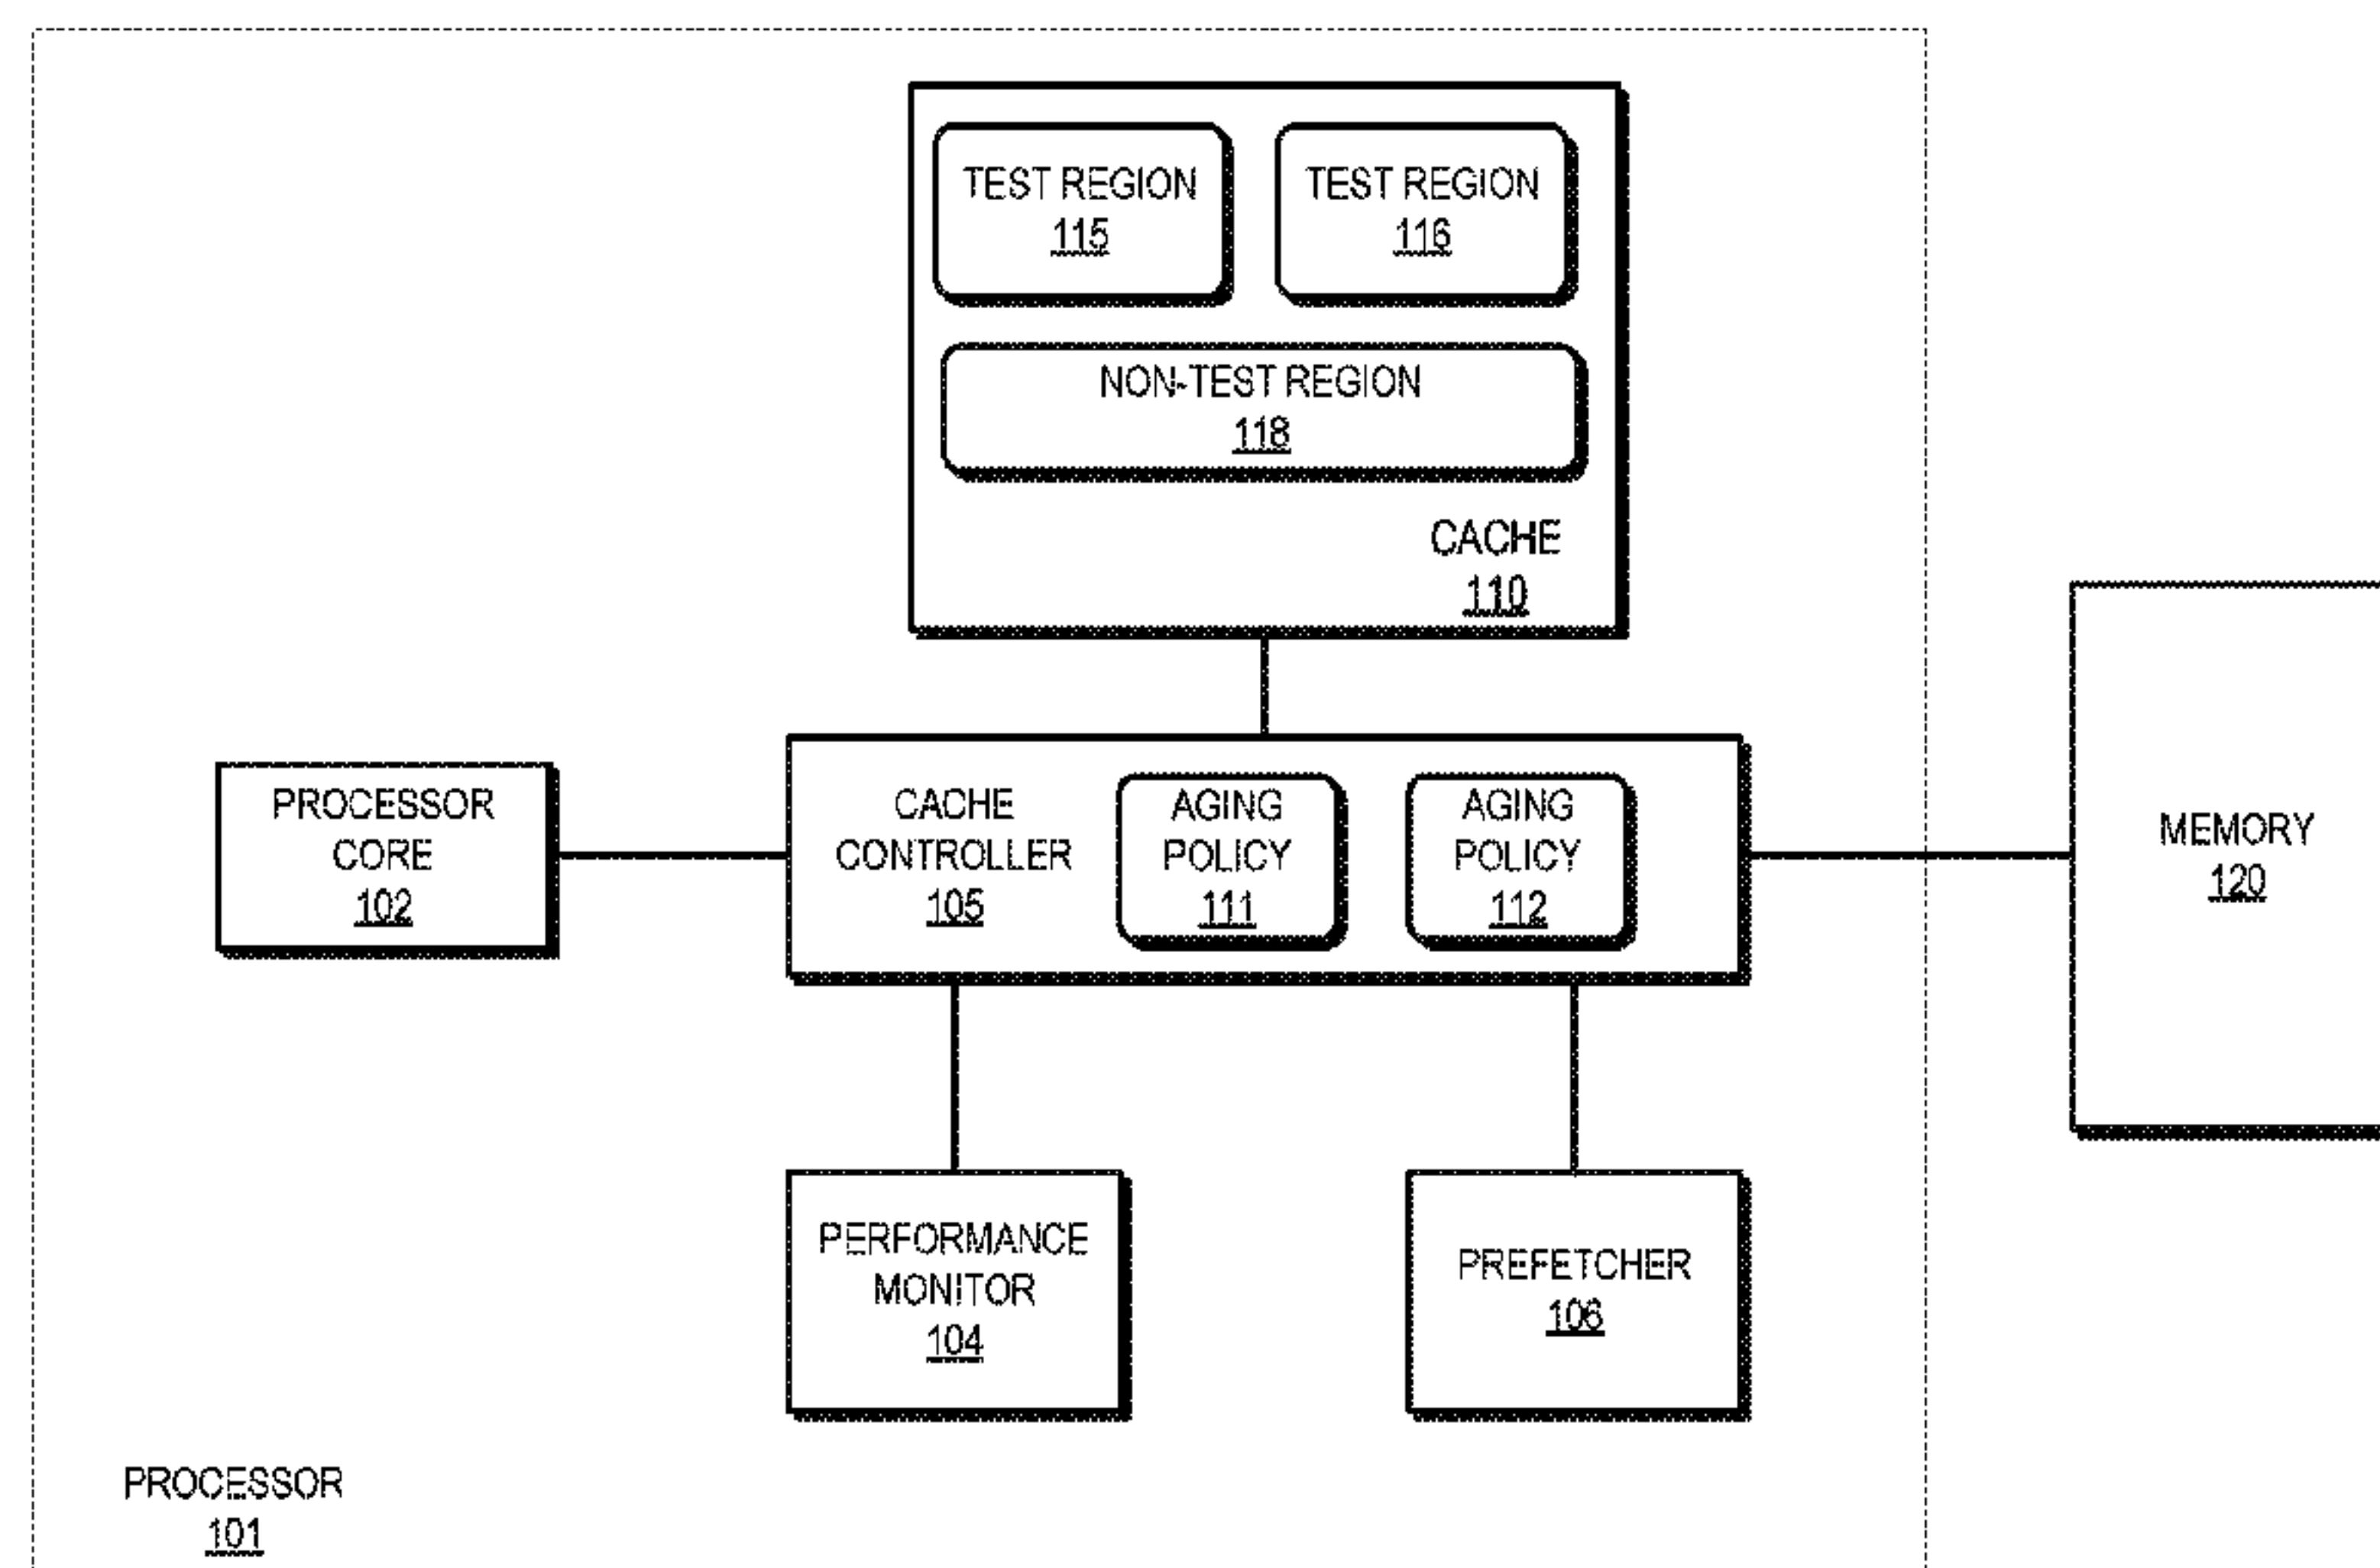 TEST REGION
115
TEST REGION
116
NON-TEST REGION
118
CACHE
110
PROCESSOR
CORE
102
CACHE
CONTROLLER
105
AGING
POLICY
111
AGING
POLICY
112
MEMORY
120
PERFORMANCE
MONITOR
104
PREFETCHER
106
PROCESSOR
101